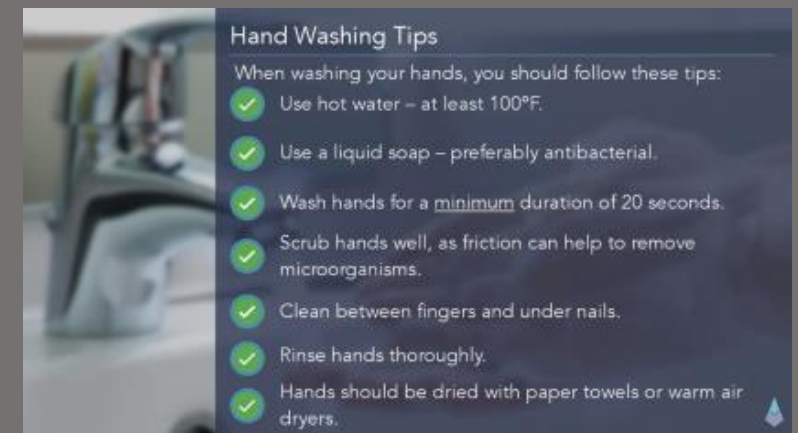 Hand Washing Tips
When washing your hands, you should follow these tips:
Use hot water – at least 100°F.
Use a liquid soap – preferably antibacterial.
Wash hands for a minimum duration of 20 seconds.
Scrub hands well, as friction can help to remove
microorganisms.
Clean between fingers and under nails.
Rinse hands thoroughly.
Hands should be dried with paper towels or warm air
dryers.